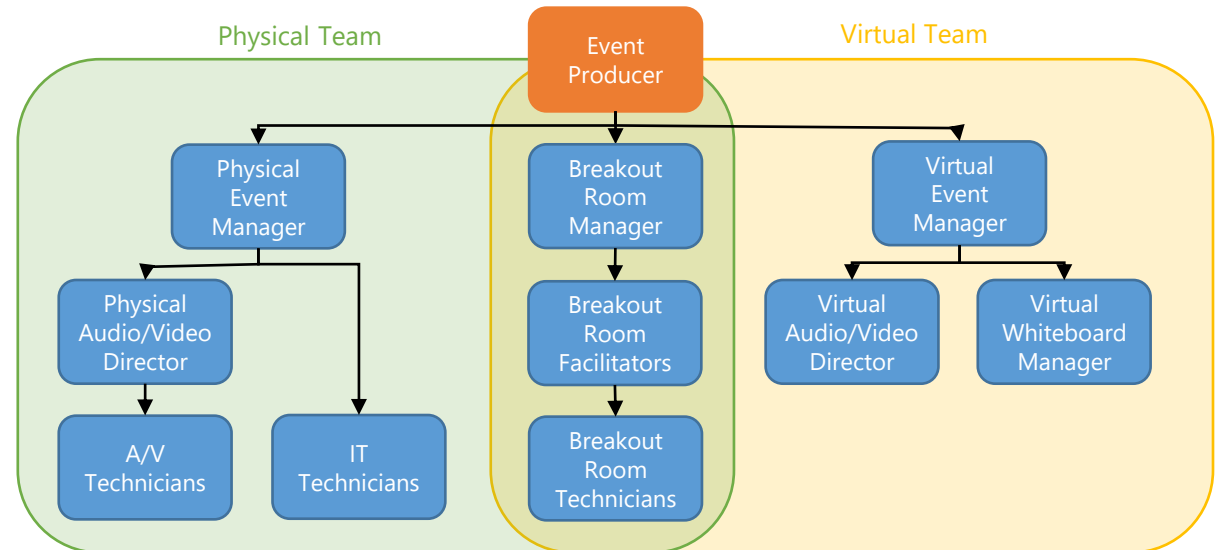 Physical Team
Event
Producer
Virtual Team
Physical
Event
Manager
Breakout
Room
Manager
Virtual
Event
Manager
Physical
Audio/Video
Director
Breakout
Room
Facilitators
Virtual
Audio/Video
Director
Virtual
Whiteboard
Manager
A/V
Technicians
IT
Technicians
Breakout
Room
Technicians